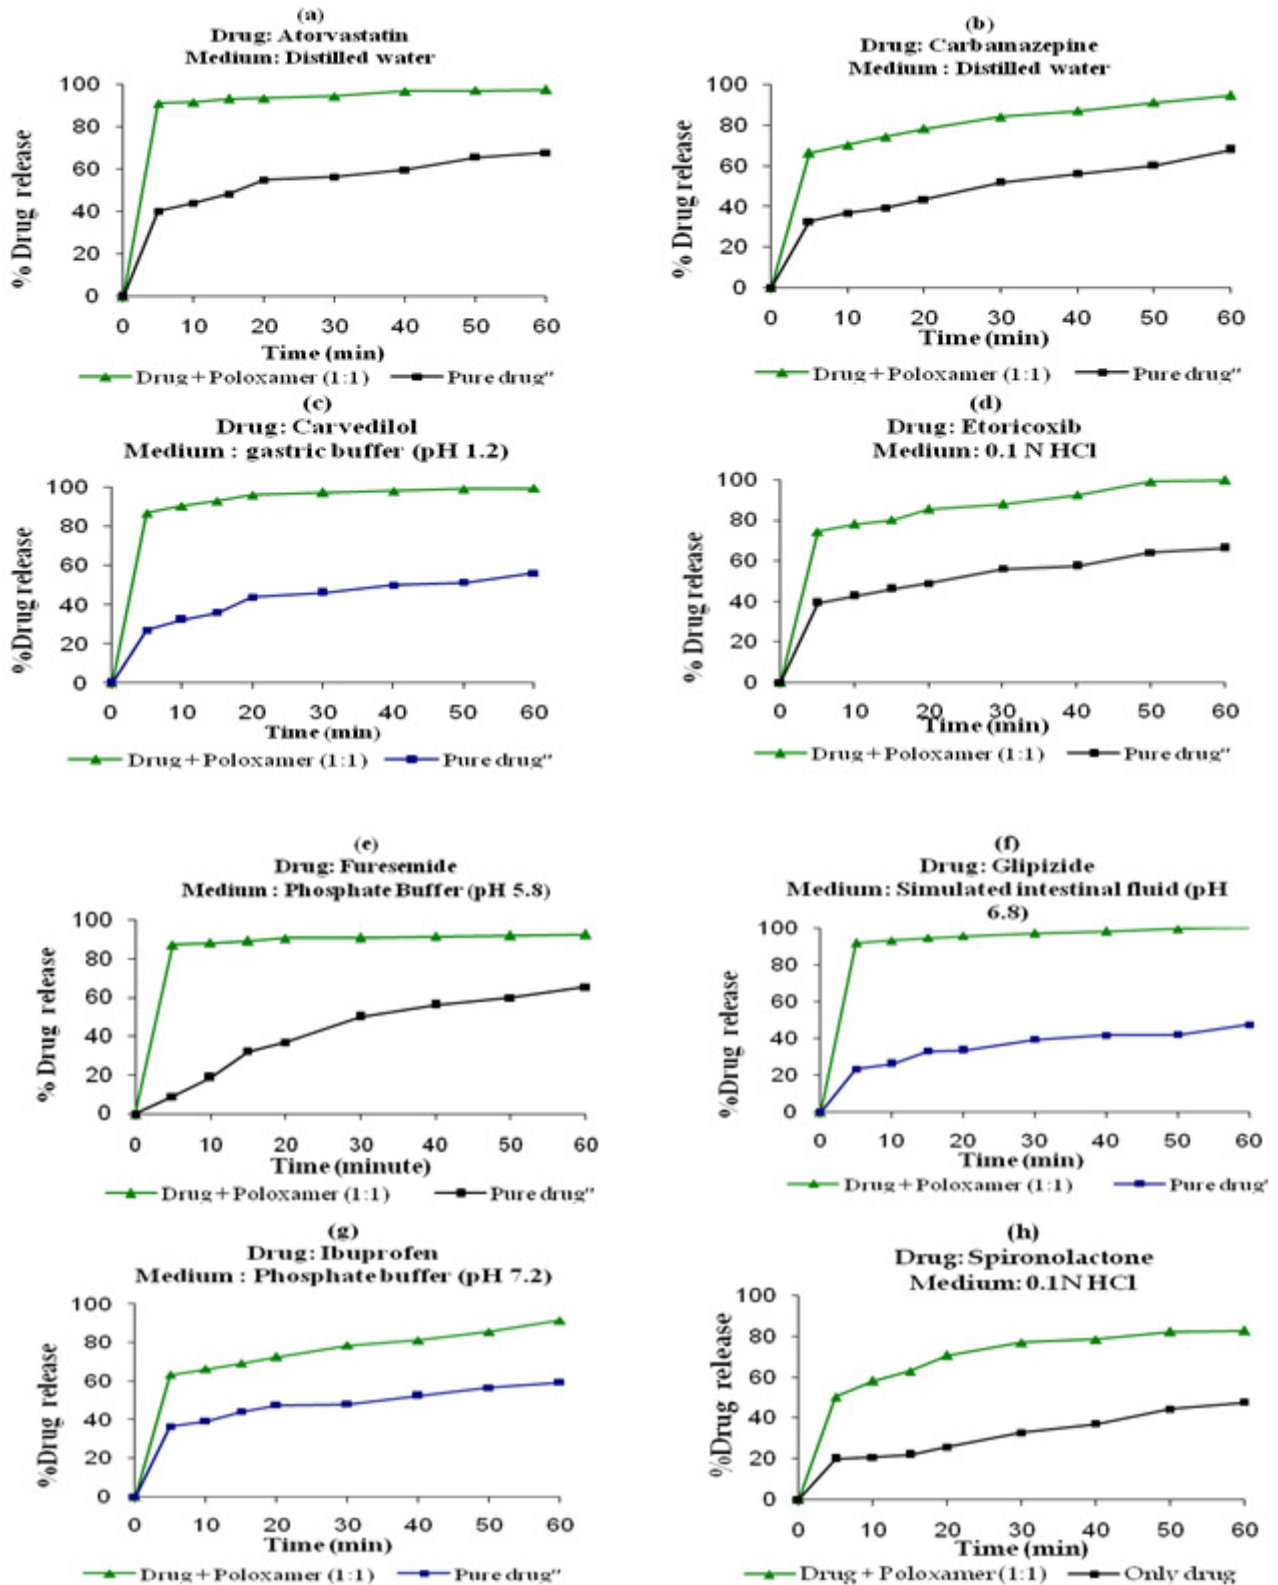 (a)
Drug: Atorvastatin
Medium: Distilled water
% Drug release
100
80
60
40
20
0
0 10 20 30 40 50 60
Time (min)
Drug + Poloxamer (1:1) Pure drug"
(b)
Drug: Carbamazepine
Medium : Distilled water
% Drug release
100
80
60
40
20
0
0 10 20 30 40 50 60
Time (min)
Drug + Poloxamer (1:1) Pure drug"
(c)
Drug: Carvedilol
Medium : gastric buffer (pH 1.2)
%Drug release
100
80
60
40
20
0
0 10 20 30 40 50 60
Time (min)
Drug + Poloxamer (1:1) Pure drug"
(d)
Drug: Etoricoxib
Medium: 0.1 N HCl
% Drug release
100
80
60
40
20
0
0 10 20 30 40 50 60
Time (min)
Drug + Poloxamer (1:1) Pure drug"
(e)
Drug: Furesemide
Medium : Phosphate Buffer (pH 5.8)
% Drug release
100
80
60
40
20
0
0 10 20 30 40 50 60
Time (minute)
Drug + Poloxamer (1:1) Pure drug"
(f)
Drug: Glipizide
Medium: Simulated intestinal fluid (pH
6.8)
%Drug release
100
80
60
40
20
0
0 10 20 30 40 50 60
Time (min)
Drug + Poloxamer (1:1) Pure drug'
(g)
Drug: Ibuprofen
Medium : Phosphate buffer (pH 7.2)
%Drug release
100
80
60
40
20
0
0 10 20 30 40 50 60
Time (min)
Drug + Poloxamer (1:1) Pure drug"
(h)
Drug: Spironolactone
Medium: 0.1N HCl
%Drug release
100
80
60
40
20
0
0 10 20 30 40 50 60
Time (min)
Drug + Poloxamer (1:1) Only drug